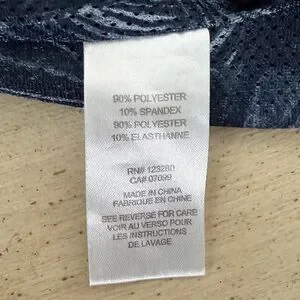 90% POLYESTER
10% SPANDEX
90% POLYESTER
10% ELASTHANNE
RN# 123280
CA# 07099
MADE IN CHINA
FABRIQUE EN CHINE
SEE REVERSE FOR CARE
VOIR AU VERSO POUR
LES INSTRUCTIONS
DE LAVAGE